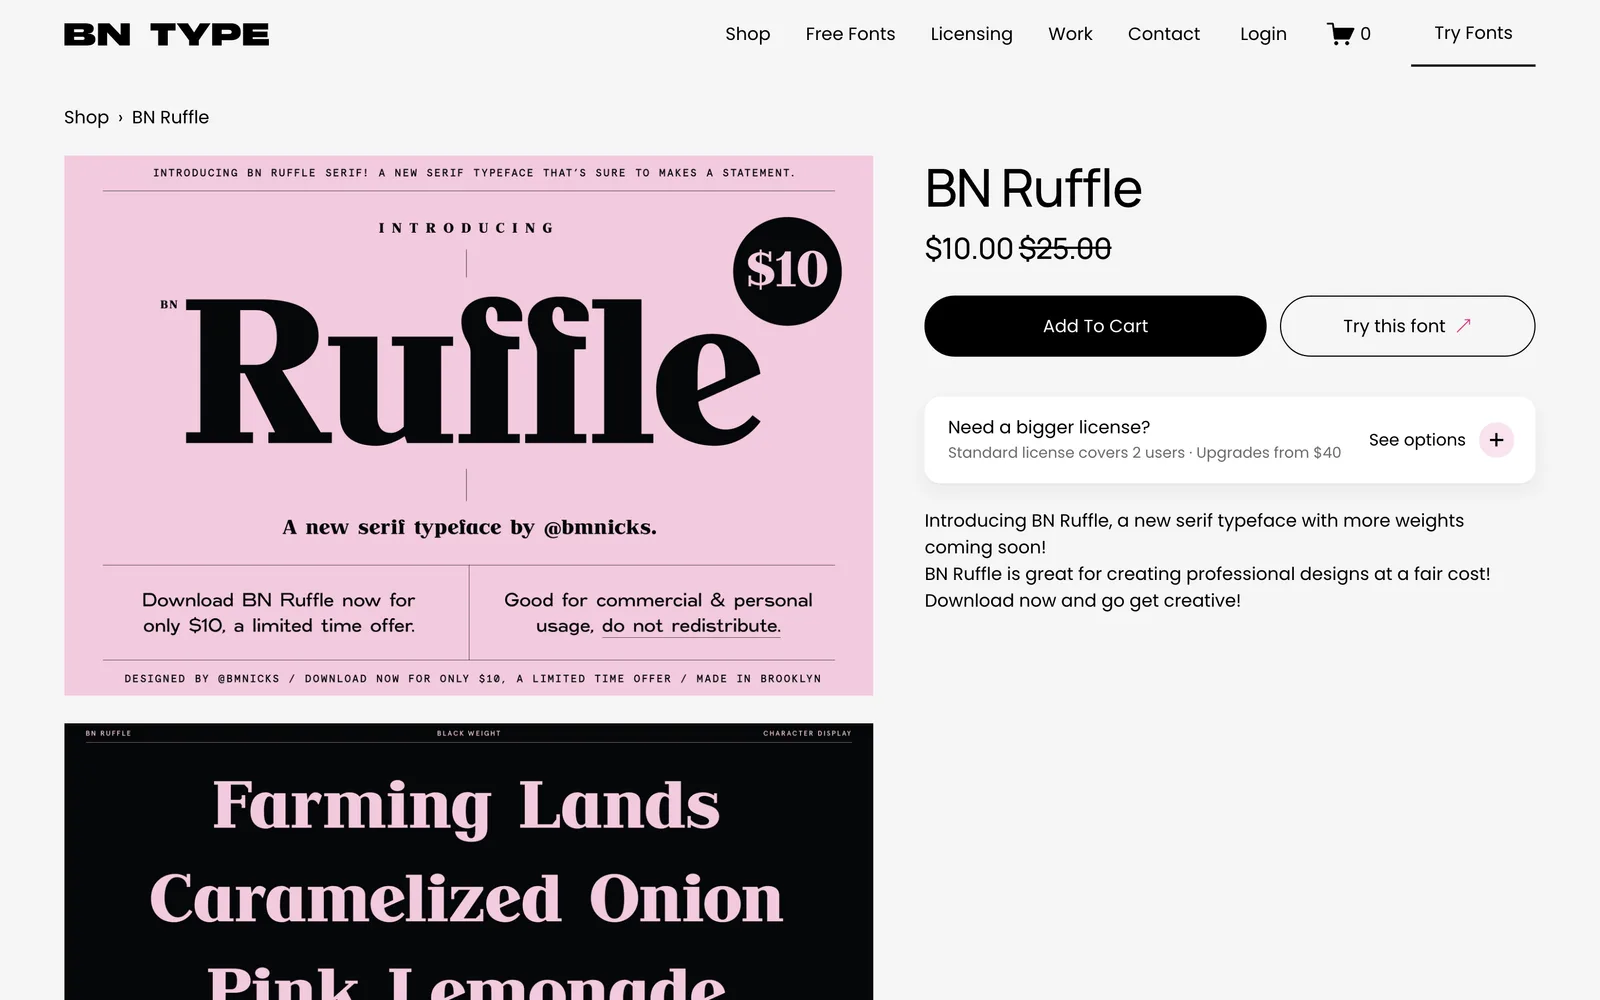 BN TYPE
Shop
Free Fonts
Licensing
Work
Contact
Login
0
Try Fonts
Shop › BN Ruffle
INTRODUCING BN RUFFLE SERIF! A NEW SERIF TYPEFACE THAT'S SURE TO MAKES A STATEMENT.
INTRODUCING
$10
BN
Ruffle
A new serif typeface by @bmnicks.
Download BN Ruffle now for
only $10, a limited time offer.
Good for commercial & personal
usage, do not redistribute.
DESIGNED BY @BMNICKS / DOWNLOAD NOW FOR ONLY $10, A LIMITED TIME OFFER / MADE IN BROOKLYN
BN RUFFLE
BLACK WEIGHT
CHARACTER DISPLAY
Farming Lands
Caramelized Onion
Pink Lemonade
BN Ruffle
$10.00 $25.00
Add To Cart
Try this font ↗
Need a bigger license?
Standard license covers 2 users · Upgrades from $40
See options +
Introducing BN Ruffle, a new serif typeface with more weights
coming soon!
BN Ruffle is great for creating professional designs at a fair cost!
Download now and go get creative!